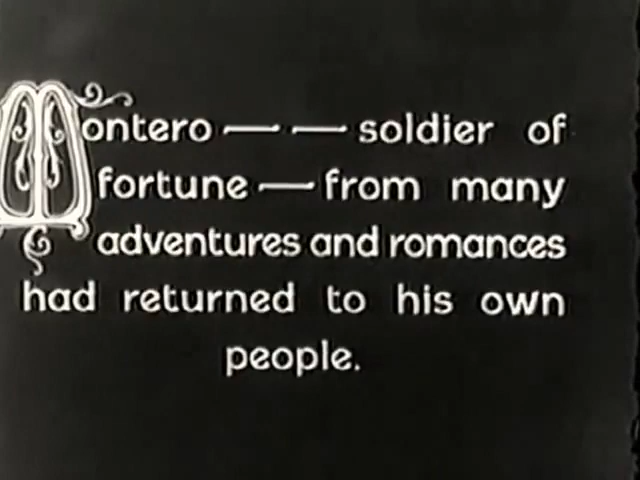 Montero — — soldier of
fortune — from many
adventures and romances
had returned to his own
people.